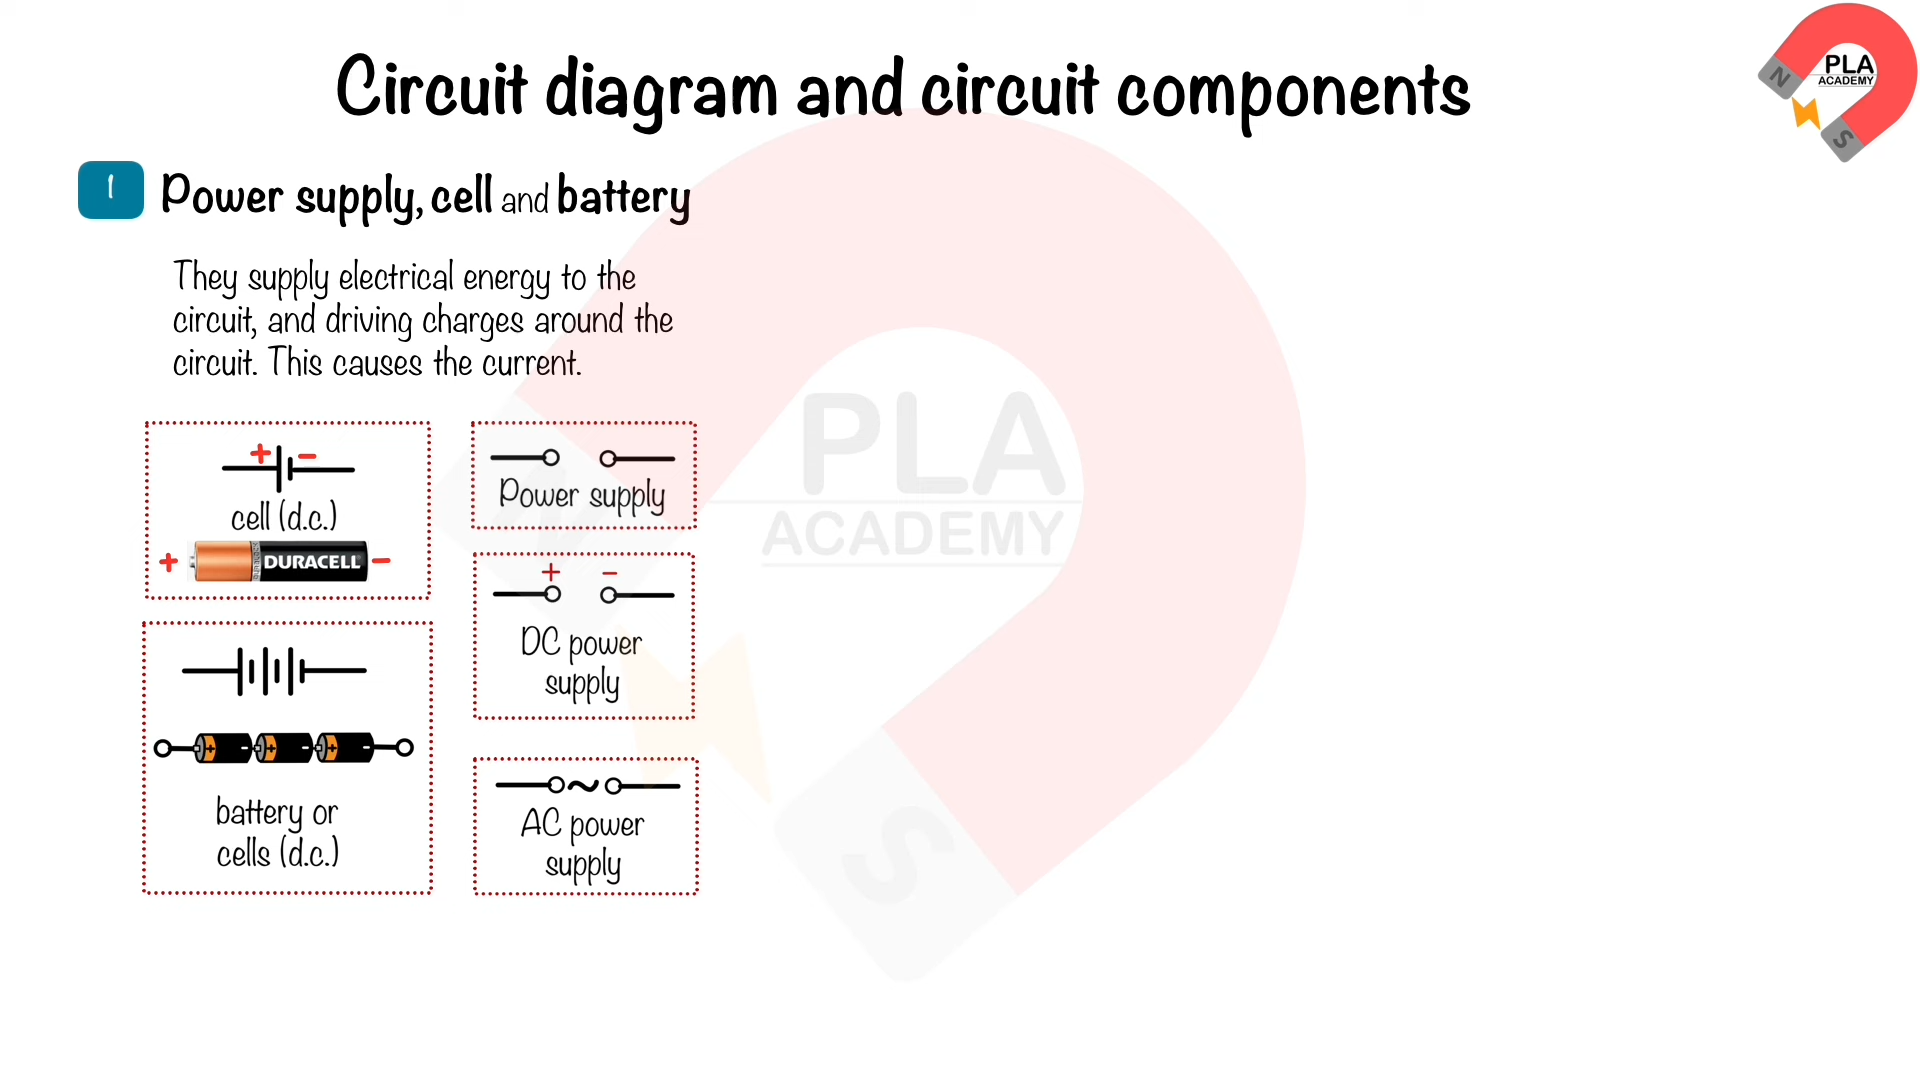 Circuit diagram and circuit components
PLA
ACADEMY
N
S
1
Power supply, cell and battery
They supply electrical energy to the
circuit, and driving charges around the
circuit. This causes the current.
+ −
cell (d.c.)
+ DURACELL −
battery or
cells (d.c.)
+ - + - + -
Power supply
+ −
DC power
supply
~
AC power
supply
PLA
ACADEMY
N
S